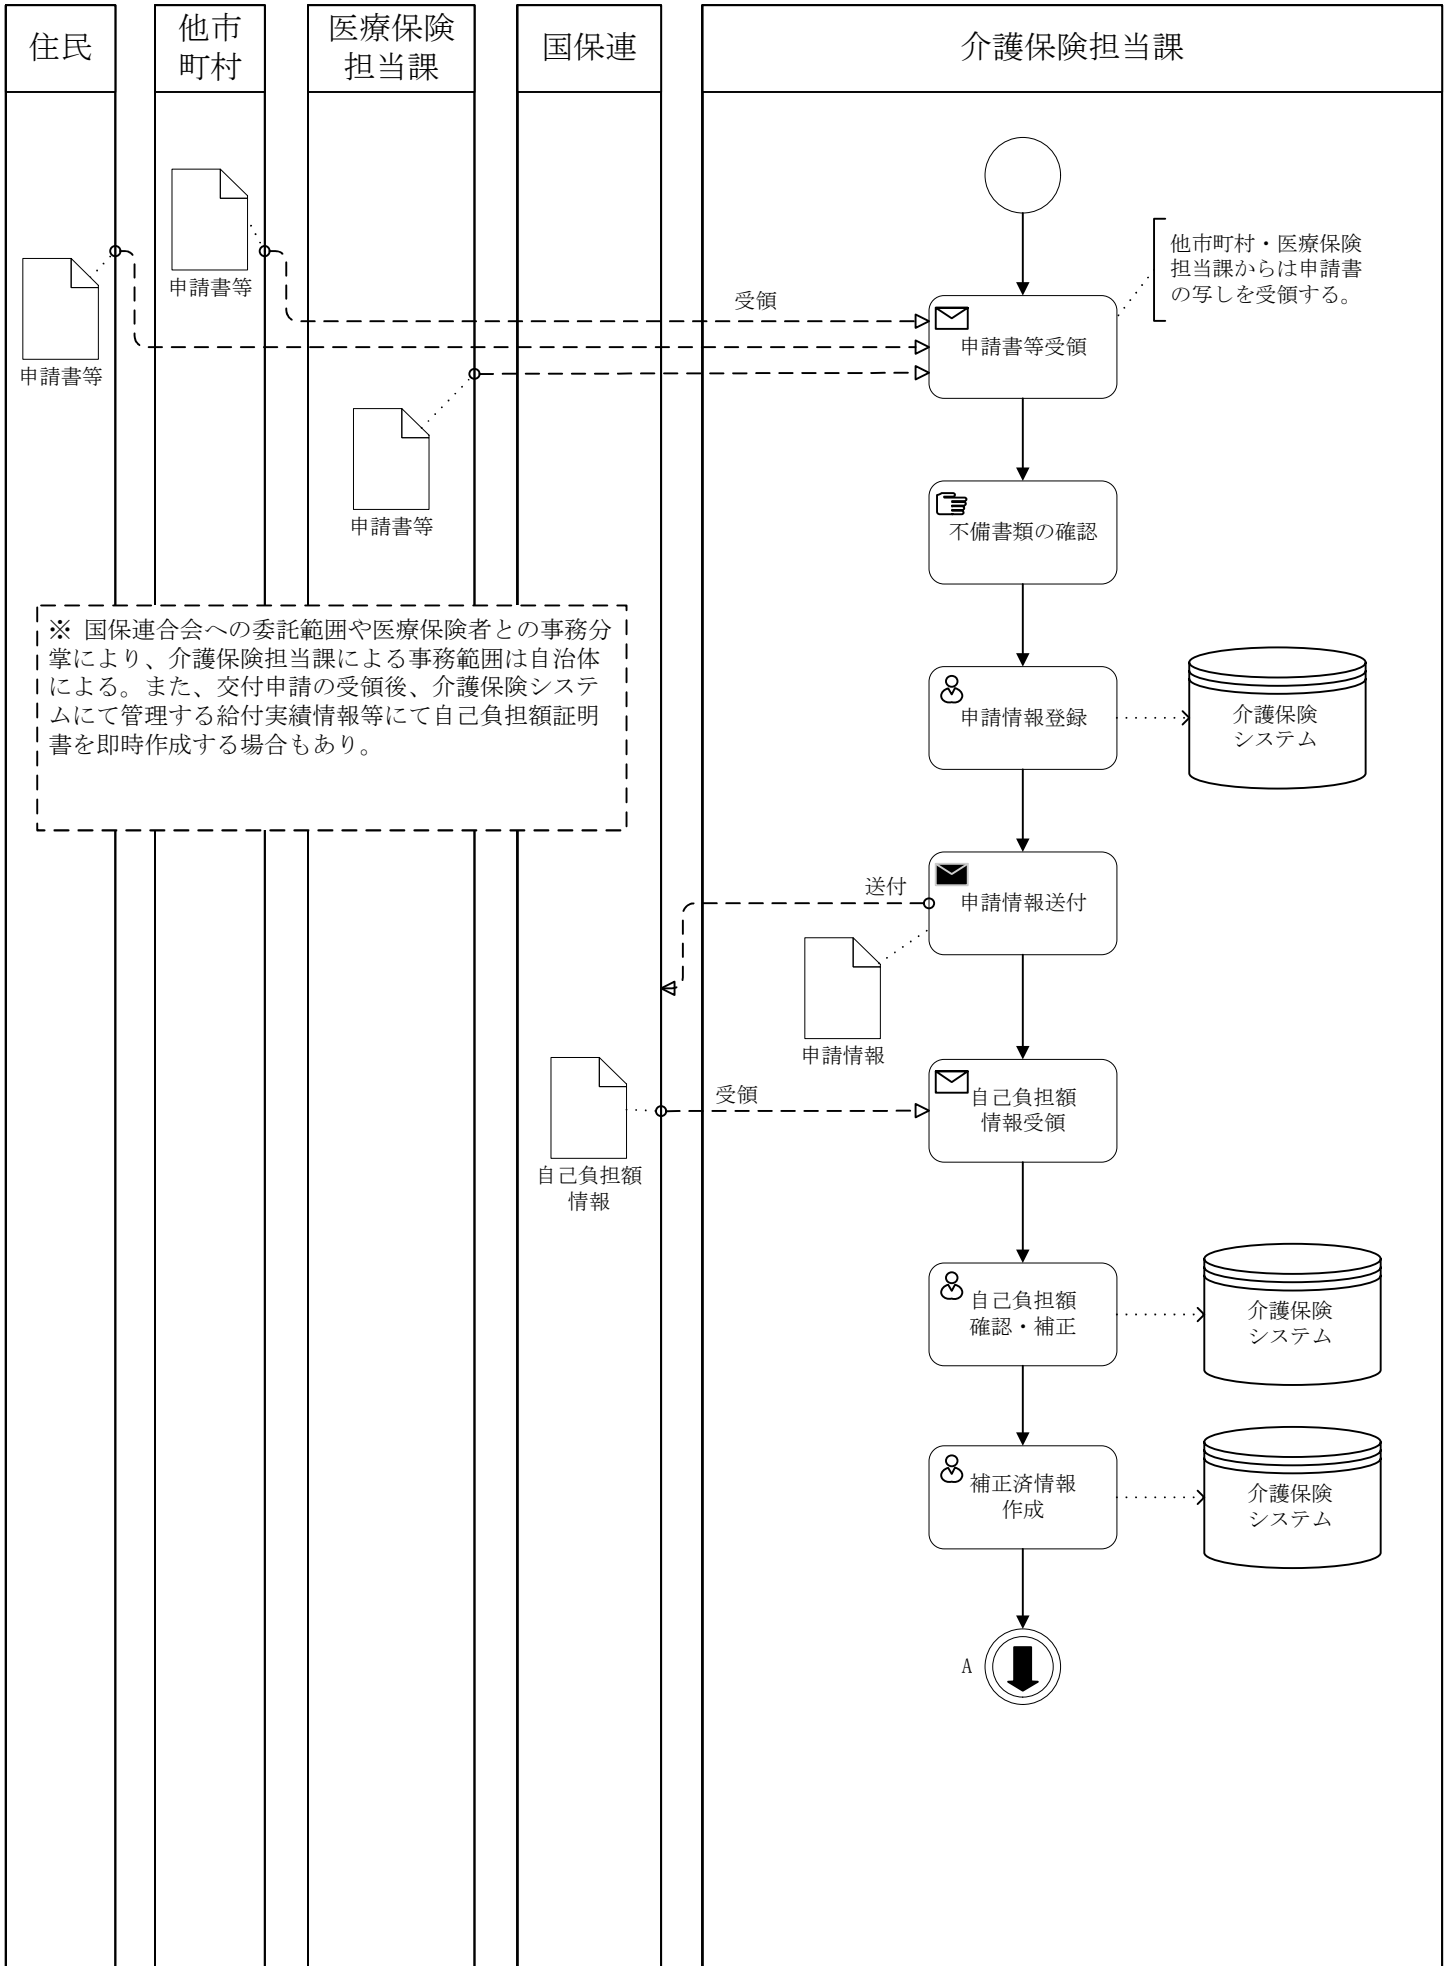 住民
他市
町村
医療保険
担当課
国保連
介護保険担当課
申請書等
申請書等
申請書等
受領
他市町村・医療保険
担当課からは申請書
の写しを受領する。
申請書等受領
不備書類の確認
※ 国保連合会への委託範囲や医療保険者との事務分
掌により、介護保険担当課による事務範囲は自治体
による。また、交付申請の受領後、介護保険システ
ムにて管理する給付実績情報等にて自己負担額証明
書を即時作成する場合もあり。
申請情報登録
介護保険
システム
送付
申請情報送付
申請情報
自己負担額
情報
受領
自己負担額
情報受領
自己負担額
確認・補正
介護保険
システム
補正済情報
作成
介護保険
システム
A